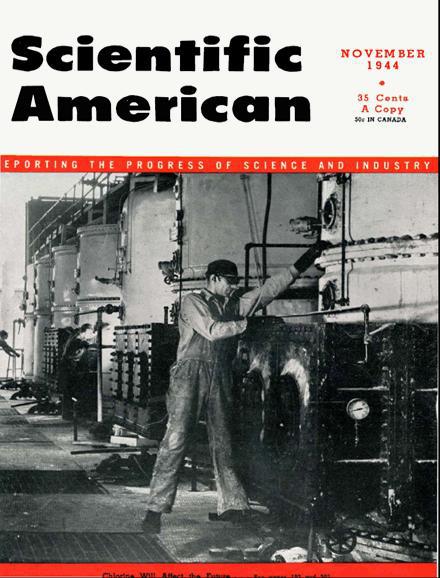 Scientific
American
NOVEMBER
1944
35 Cents
A Copy
50c IN CANADA
EPORTING THE PROGRESS OF SCIENCE AND INDUSTRY
Chlorine Will Affect the Future